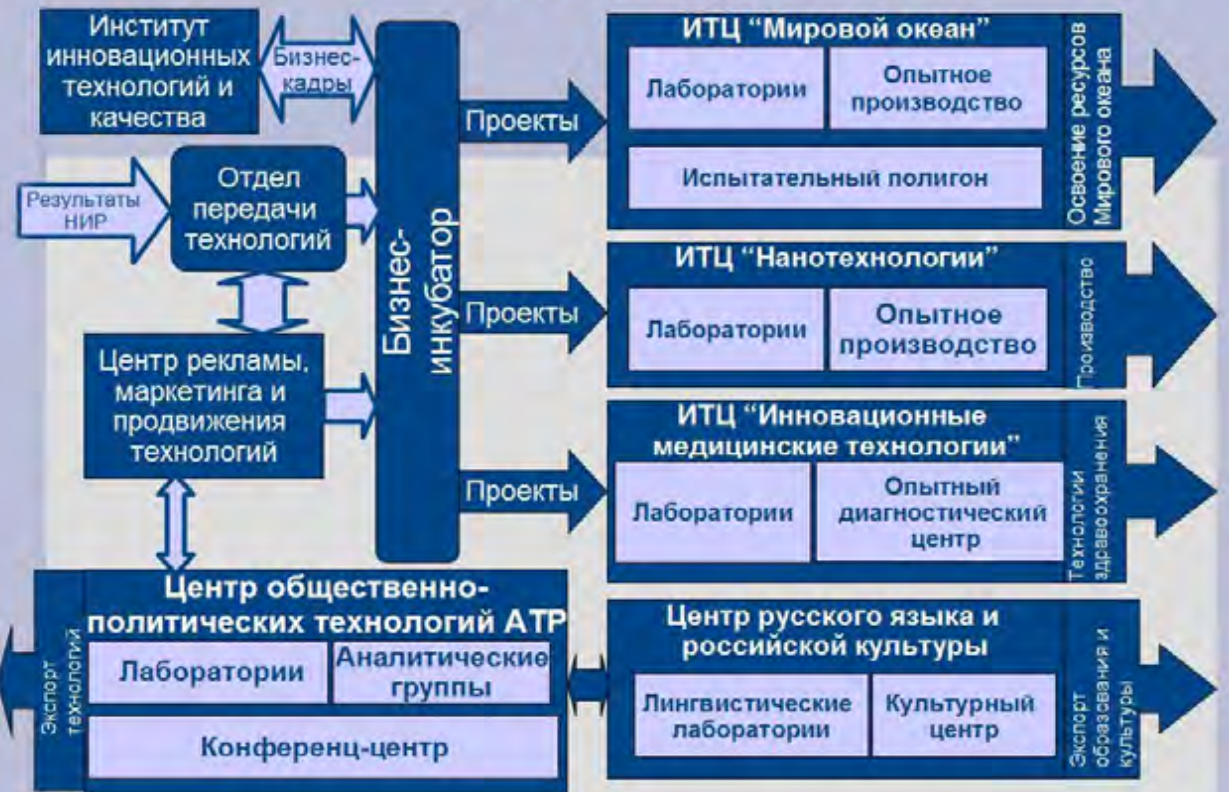 Институт
инновационных
технологий и
качества
Бизнес-
кадры
Результаты
НИР
Отдел
передачи
технологий
Центр рекламы,
маркетинга и
продвижения
технологий
Бизнес-
инкубатор
Проекты
ИТЦ “Мировой океан”
Лаборатории
Опытное
производство
Испытательный полигон
Освоение ресурсов
Мирового океана
Проекты
ИТЦ “Нанотехнологии”
Лаборатории
Опытное
производство
Производство
Проекты
ИТЦ “Инновационные
медицинские технологии”
Лаборатории
Опытный
диагностический
центр
Технологии
здравоохранения
Центр общественно-
политических технологий АТР
Лаборатории
Аналитические
группы
Конференц-центр
Экспорт
технологий
Центр русского языка и
российской культуры
Лингвистические
лаборатории
Культурный
центр
Экспорт
образования и
культуры